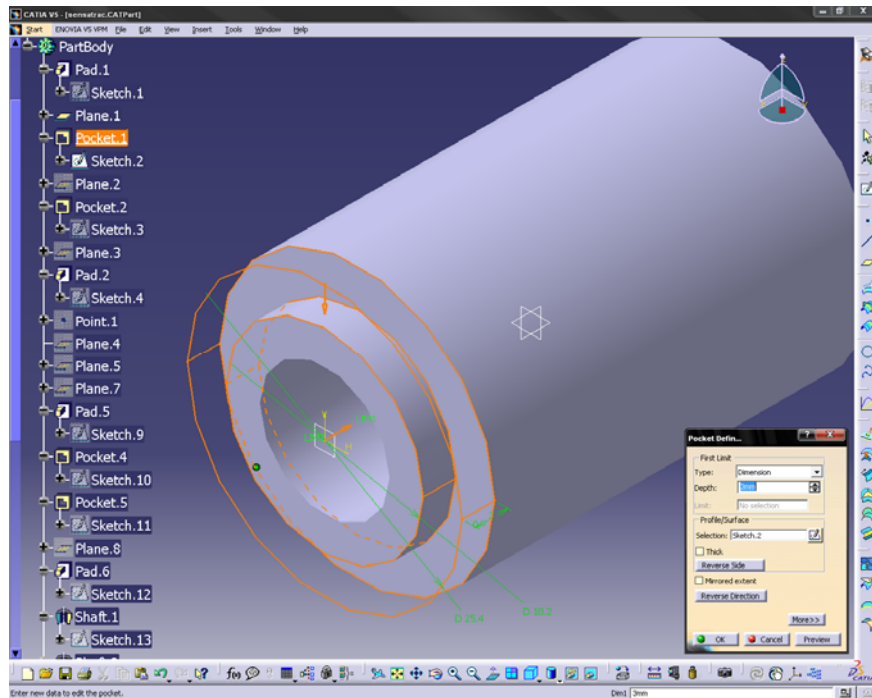 CATIA V5 - [sensatrac.CATPart]
Start ENOVIA V5 VPM File Edit View Insert Tools Window Help
PartBody
Pad.1
Sketch.1
Plane.1
Pocket.1
Sketch.2
Plane.2
Pocket.2
Sketch.3
Plane.3
Pad.2
Sketch.4
Point.1
Plane.4
Plane.5
Plane.7
Pad.5
Sketch.9
Pocket.4
Sketch.10
Pocket.5
Sketch.11
Plane.8
Pad.6
Sketch.12
Shaft.1
Sketch.13
D 25.4
Pocket Defin...
First Limit
Type: Dimension
Depth: 3mm
Limit: No selection
Profile/Surface
Selection: Sketch.2
Thick
Reverse Side
Mirrored extent
Reverse Direction
More>>
OK Cancel Preview
Enter new data to edit the pocket.
Dim1 3mm